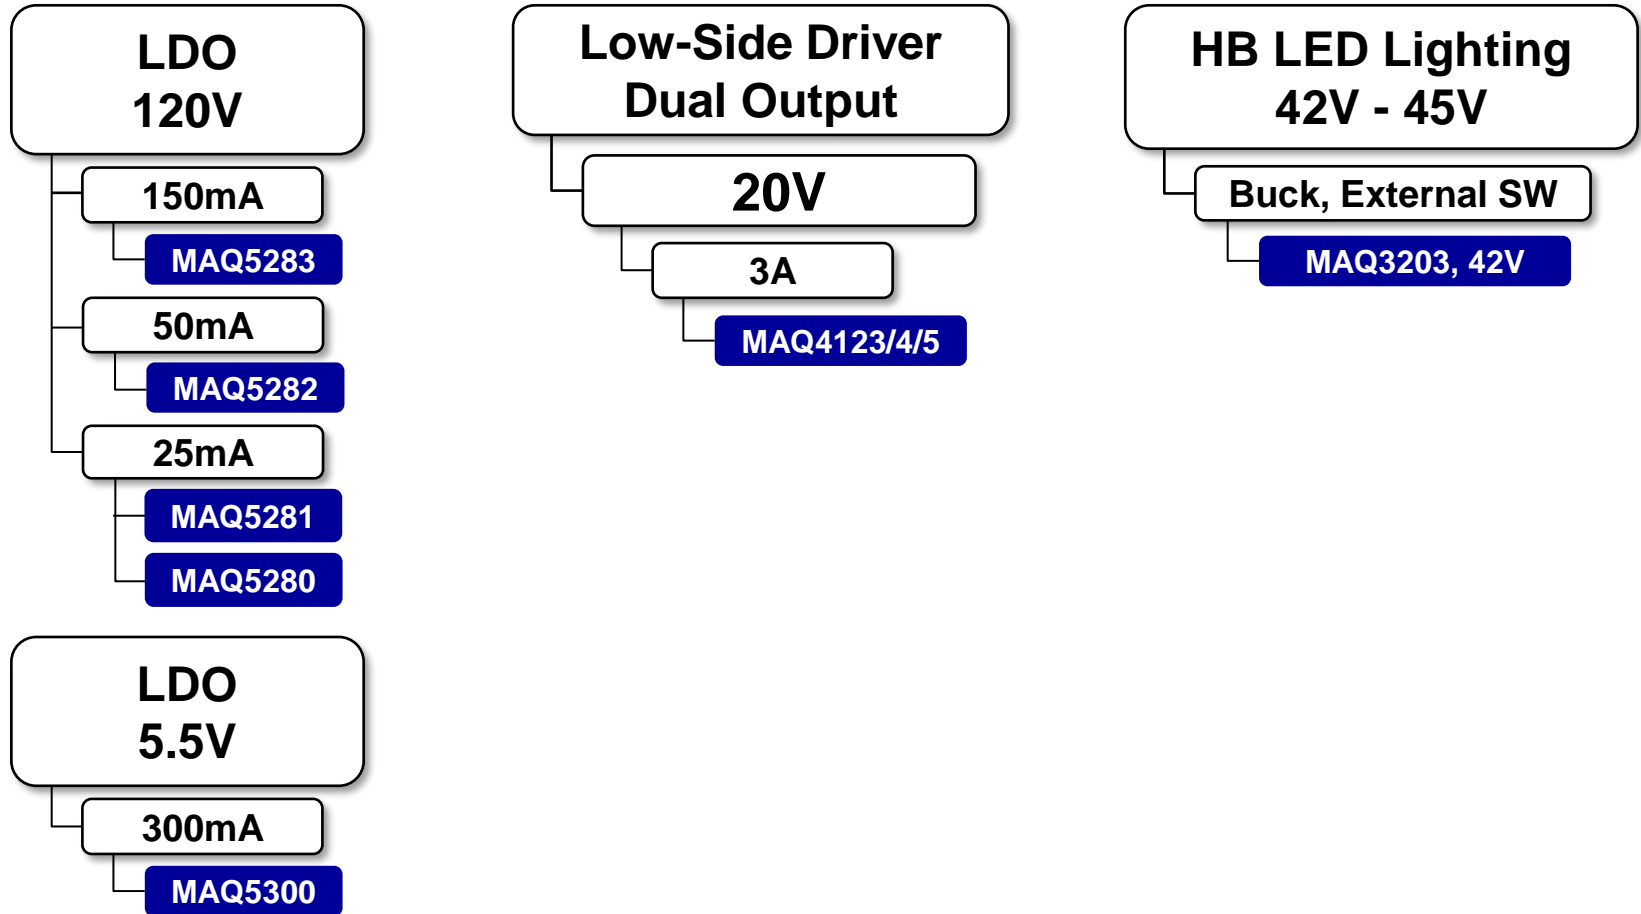 LDO
120V
150mA
MAQ5283
50mA
MAQ5282
25mA
MAQ5281
MAQ5280
LDO
5.5V
300mA
MAQ5300
Low-Side Driver
Dual Output
20V
3A
MAQ4123/4/5
HB LED Lighting
42V - 45V
Buck, External SW
MAQ3203, 42V